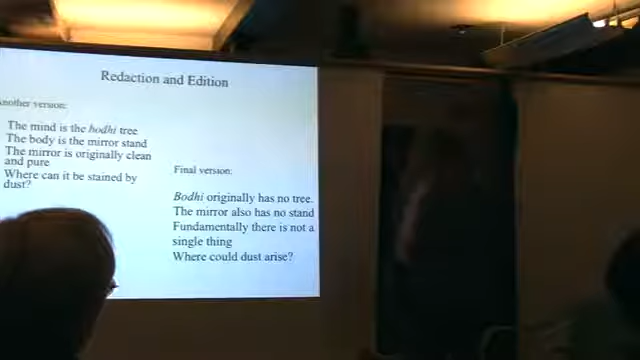 Redaction and Edition
Another version:
The mind is the bodhi tree
The body is the mirror stand
The mirror is originally clean
and pure
Where can it be stained by
dust?
Final version:
Bodhi originally has no tree.
The mirror also has no stand
Fundamentally there is not a
single thing
Where could dust arise?